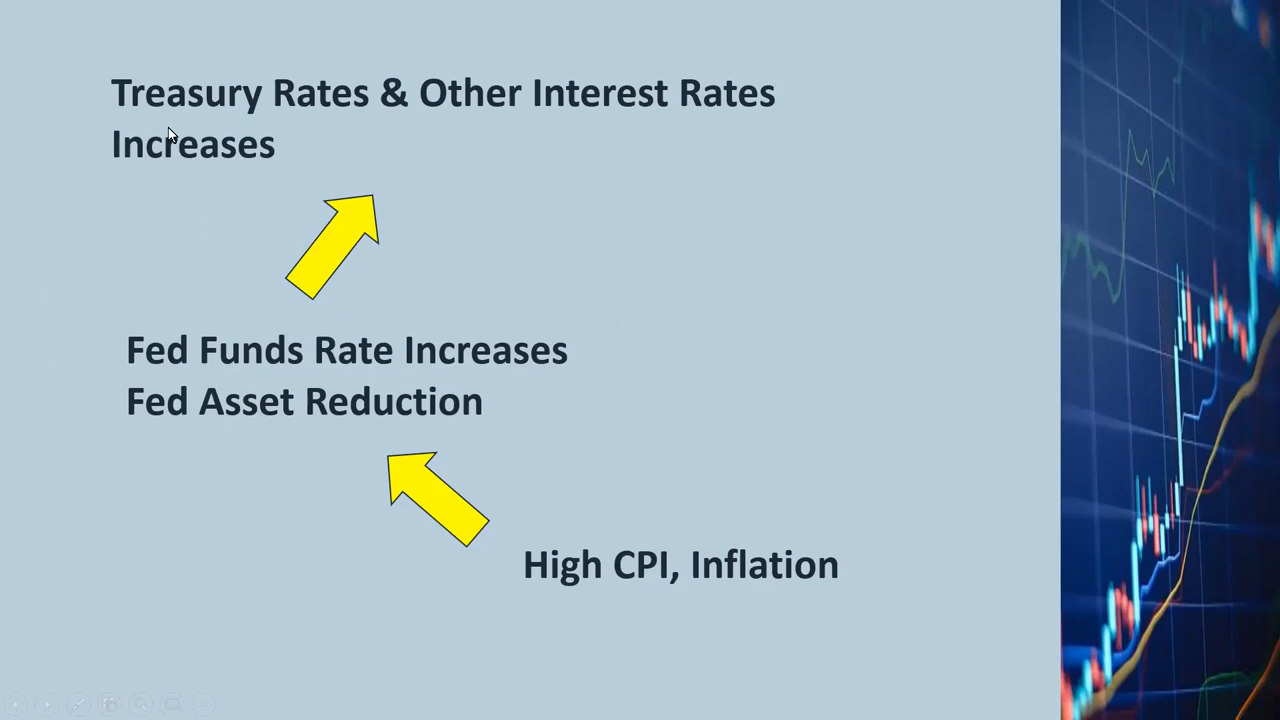 Treasury Rates & Other Interest Rates
Increases
Fed Funds Rate Increases
Fed Asset Reduction
High CPI, Inflation